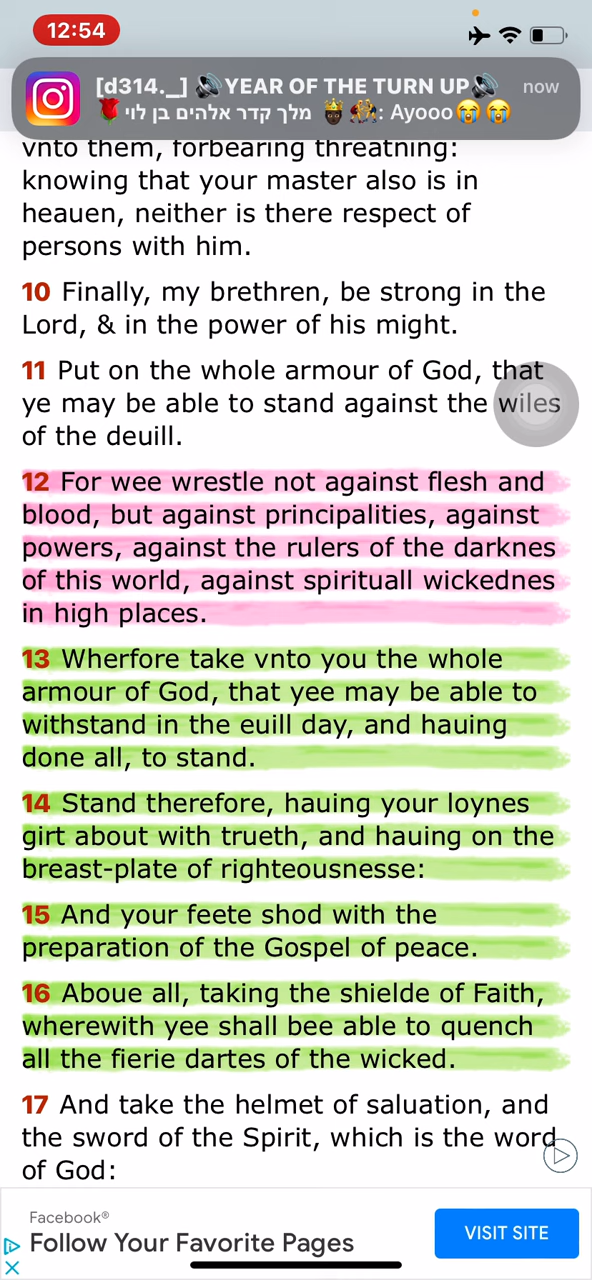 12:54
[d314._] 🔊YEAR OF THE TURN UP🔊 now
🌹מלך קדר אלהים בן לוי 🤴🏿🤼🏿: Ayooo😭😭
vnto them, forbearing threatning:
knowing that your master also is in
heauen, neither is there respect of
persons with him.
10 Finally, my brethren, be strong in the
Lord, & in the power of his might.
11 Put on the whole armour of God, that
ye may be able to stand against the wiles
of the deuill.
12 For wee wrestle not against flesh and
blood, but against principalities, against
powers, against the rulers of the darknes
of this world, against spirituall wickednes
in high places.
13 Wherfore take vnto you the whole
armour of God, that yee may be able to
withstand in the euill day, and hauing
done all, to stand.
14 Stand therefore, hauing your loynes
girt about with trueth, and hauing on the
breast-plate of righteousnesse:
15 And your feete shod with the
preparation of the Gospel of peace.
16 Aboue all, taking the shielde of Faith,
wherewith yee shall bee able to quench
all the fierie dartes of the wicked.
17 And take the helmet of saluation, and
the sword of the Spirit, which is the word
of God:
Facebook®
Follow Your Favorite Pages
VISIT SITE